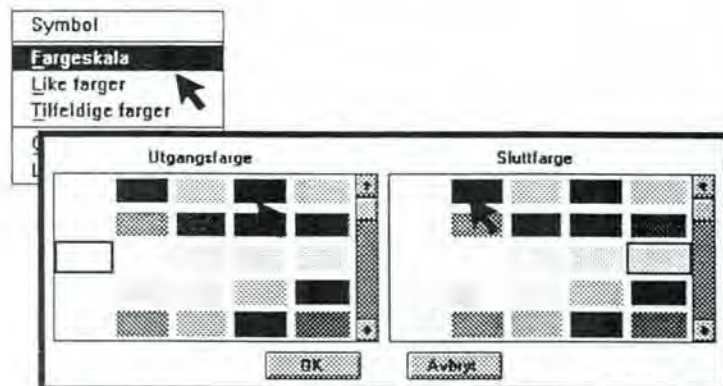 Symbol
Fargeskala
Like farger
Tilfeldige farger
Utgangsfarge Sluttfarge
L
OK Avbryt